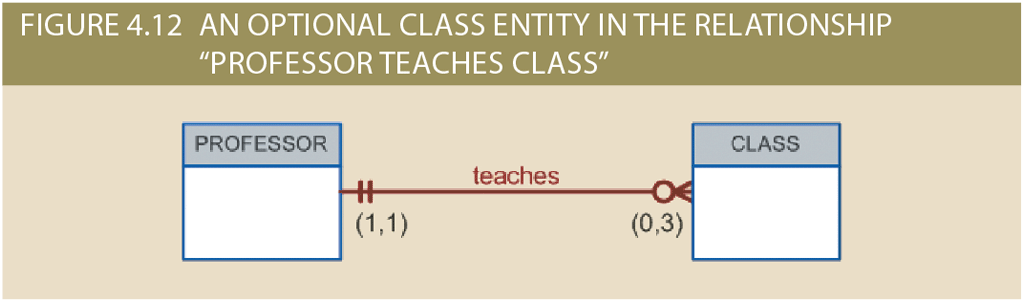 FIGURE 4.12 AN OPTIONAL CLASS ENTITY IN THE RELATIONSHIP
“PROFESSOR TEACHES CLASS”
PROFESSOR
CLASS
teaches
(1,1)
(0,3)